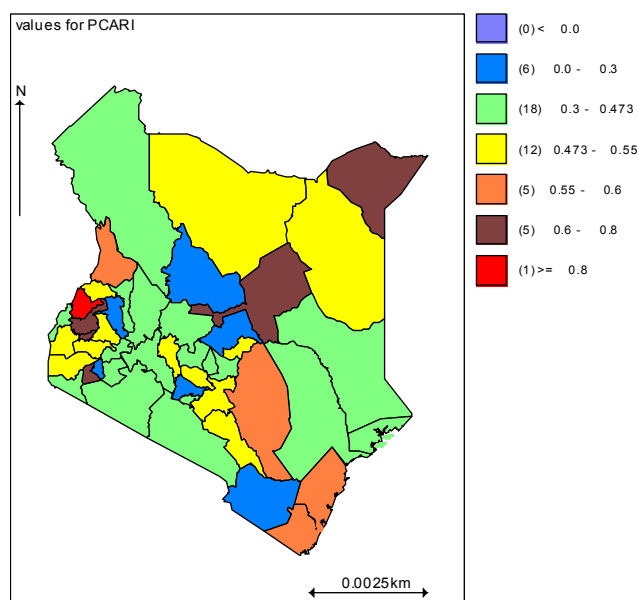 values for PCARI
N
(0) < 0.0
(6) 0.0 - 0.3
(18) 0.3 - 0.473
(12) 0.473 - 0.55
(5) 0.55 - 0.6
(5) 0.6 - 0.8
(1) >= 0.8
0.0025km